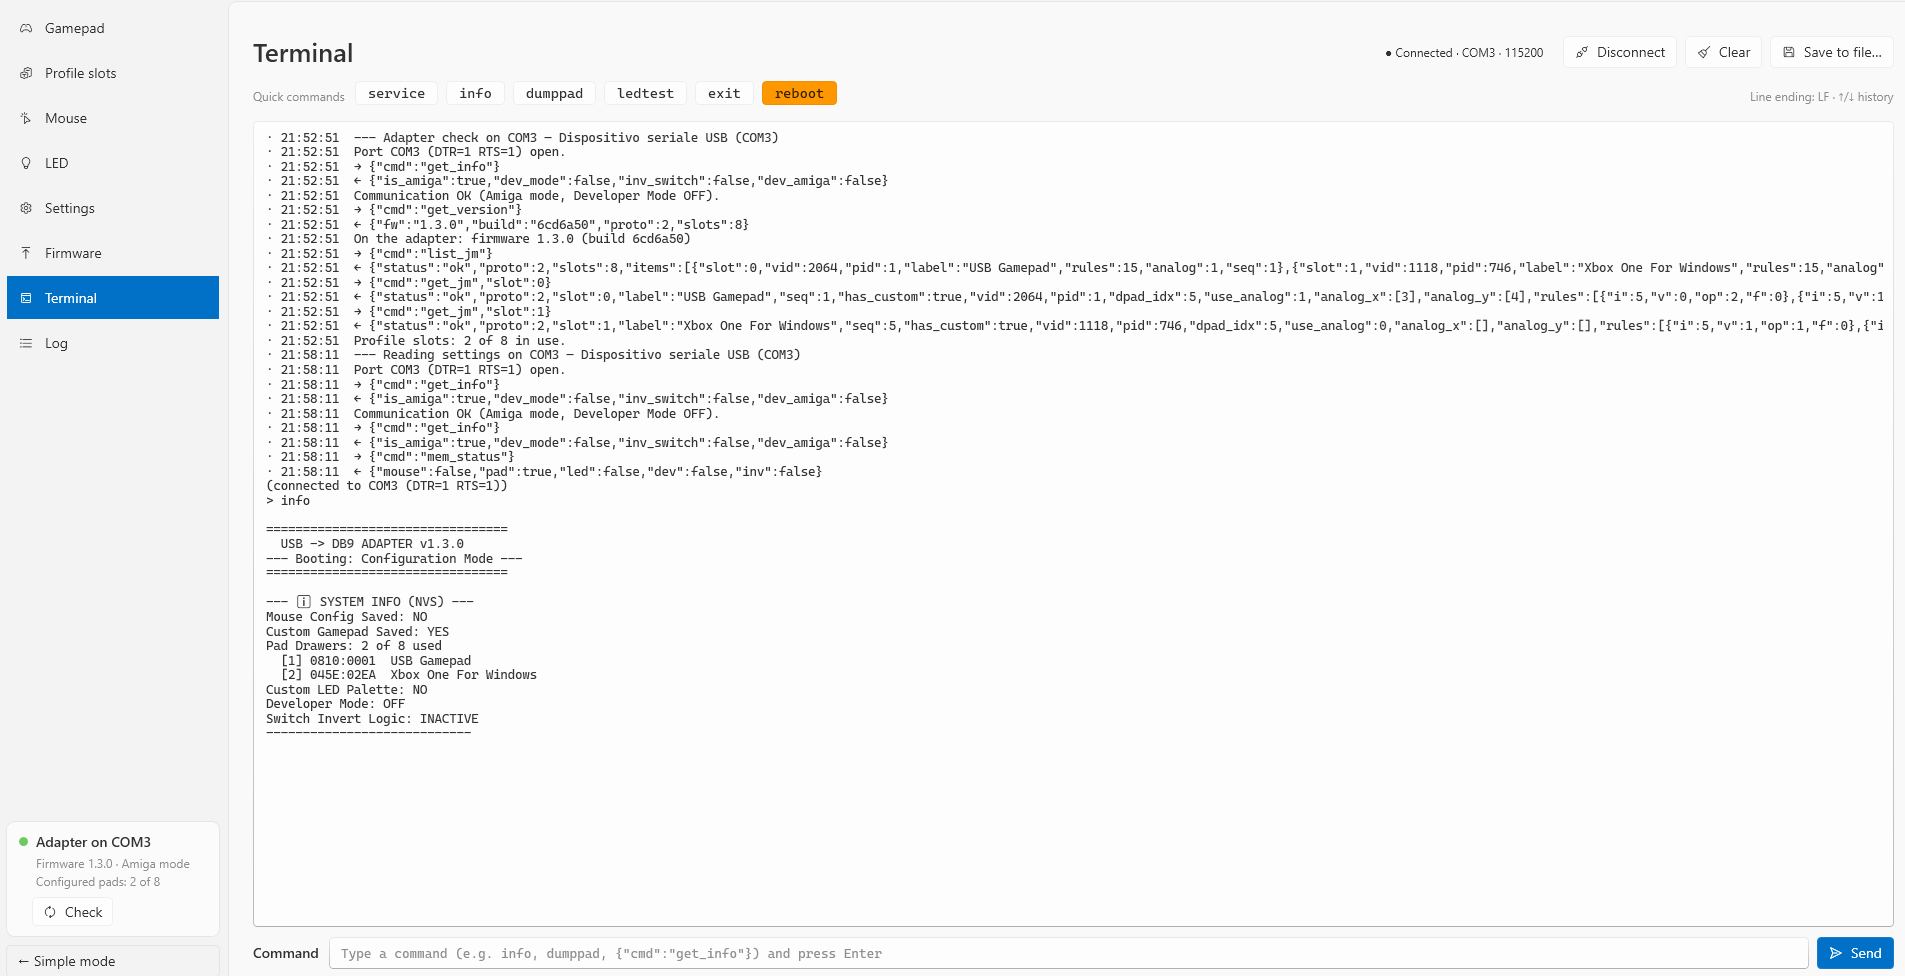 Gamepad
Profile slots
Mouse
LED
Settings
Firmware
Terminal
Log
Adapter on COM3
Firmware 1.3.0 · Amiga mode
Configured pads: 2 of 8
Check
← Simple mode
Terminal
● Connected · COM3 · 115200
Disconnect
Clear
Save to file...
Quick commands
service
info
dumppad
ledtest
exit
reboot
Line ending: LF · ↑/↓ history
· 21:52:51  --- Adapter check on COM3 — Dispositivo seriale USB (COM3)
· 21:52:51  Port COM3 (DTR=1 RTS=1) open.
· 21:52:51  → {"cmd":"get_info"}
· 21:52:51  ← {"is_amiga":true,"dev_mode":false,"inv_switch":false,"dev_amiga":false}
· 21:52:51  Communication OK (Amiga mode, Developer Mode OFF).
· 21:52:51  → {"cmd":"get_version"}
· 21:52:51  ← {"fw":"1.3.0","build":"6cd6a50","proto":2,"slots":8}
· 21:52:51  On the adapter: firmware 1.3.0 (build 6cd6a50)
· 21:52:51  → {"cmd":"list_jm"}
· 21:52:51  ← {"status":"ok","proto":2,"slots":8,"items":[{"slot":0,"vid":2064,"pid":1,"label":"USB Gamepad","rules":15,"analog":1,"seq":1},{"slot":1,"vid":1118,"pid":746,"label":"Xbox One For Windows","rules":15,"analog"
· 21:52:51  → {"cmd":"get_jm","slot":0}
· 21:52:51  ← {"status":"ok","proto":2,"slot":0,"label":"USB Gamepad","seq":1,"has_custom":true,"vid":2064,"pid":1,"dpad_idx":5,"use_analog":1,"analog_x":[3],"analog_y":[4],"rules":[{"i":5,"v":0,"op":2,"f":0},{"i":5,"v":1
· 21:52:51  → {"cmd":"get_jm","slot":1}
· 21:52:51  ← {"status":"ok","proto":2,"slot":1,"label":"Xbox One For Windows","seq":5,"has_custom":true,"vid":1118,"pid":746,"dpad_idx":5,"use_analog":0,"analog_x":[],"analog_y":[],"rules":[{"i":5,"v":1,"op":1,"f":0},{"i
· 21:52:51  Profile slots: 2 of 8 in use.
· 21:58:11  --- Reading settings on COM3 — Dispositivo seriale USB (COM3)
· 21:58:11  Port COM3 (DTR=1 RTS=1) open.
· 21:58:11  → {"cmd":"get_info"}
· 21:58:11  ← {"is_amiga":true,"dev_mode":false,"inv_switch":false,"dev_amiga":false}
· 21:58:11  Communication OK (Amiga mode, Developer Mode OFF).
· 21:58:11  → {"cmd":"get_info"}
· 21:58:11  ← {"is_amiga":true,"dev_mode":false,"inv_switch":false,"dev_amiga":false}
· 21:58:11  → {"cmd":"mem_status"}
· 21:58:11  ← {"mouse":false,"pad":true,"led":false,"dev":false,"inv":false}
(connected to COM3 (DTR=1 RTS=1))
> info
=================================
USB -> DB9 ADAPTER v1.3.0
--- Booting: Configuration Mode ---
=================================
--- ℹ SYSTEM INFO (NVS) ---
Mouse Config Saved: NO
Custom Gamepad Saved: YES
Pad Drawers: 2 of 8 used
[1] 0810:0001  USB Gamepad
[2] 045E:02EA  Xbox One For Windows
Custom LED Palette: NO
Developer Mode: OFF
Switch Invert Logic: INACTIVE
----------------------------
Command
Type a command (e.g. info, dumppad, {"cmd":"get_info"}) and press Enter
Send